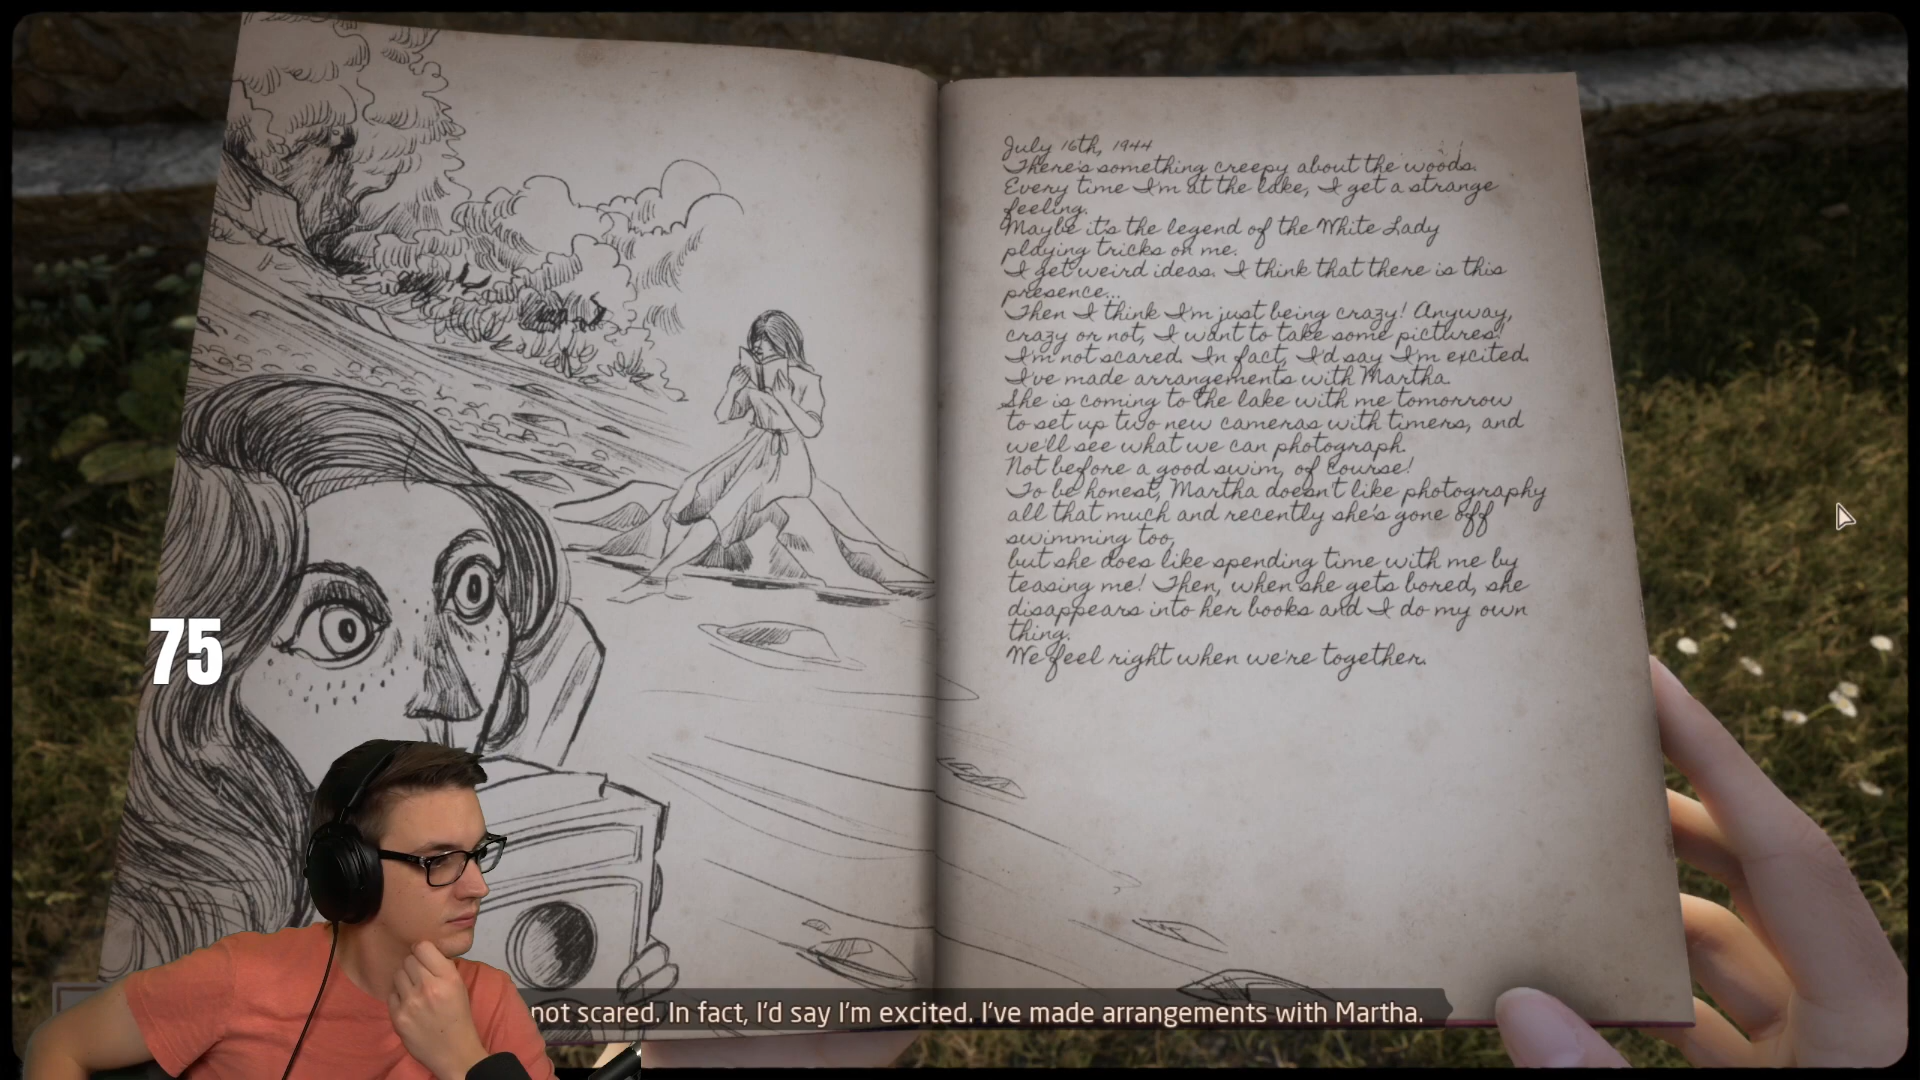 July 16th, 1944
There's something creepy about the woods.
Every time I'm at the lake, I get a strange
feeling.
Maybe it's the legend of the White Lady
playing tricks on me.
I get weird ideas. I think that there is this
presence...
Then I think I'm just being crazy! Anyway,
crazy or not, I want to take some pictures!
I'm not scared. In fact, I'd say I'm excited.
I've made arrangements with Martha.
She is coming to the lake with me tomorrow
to set up two new cameras with timers, and
we'll see what we can photograph.
Not before a good swim, of course!
To be honest, Martha doesn't like photography
all that much and recently she's gone off
swimming too,
but she does like spending time with me by
teasing me! Then, when she gets bored, she
disappears into her books and I do my own
thing.
We feel right when we're together.
75
not scared. In fact, I'd say I'm excited. I've made arrangements with Martha.